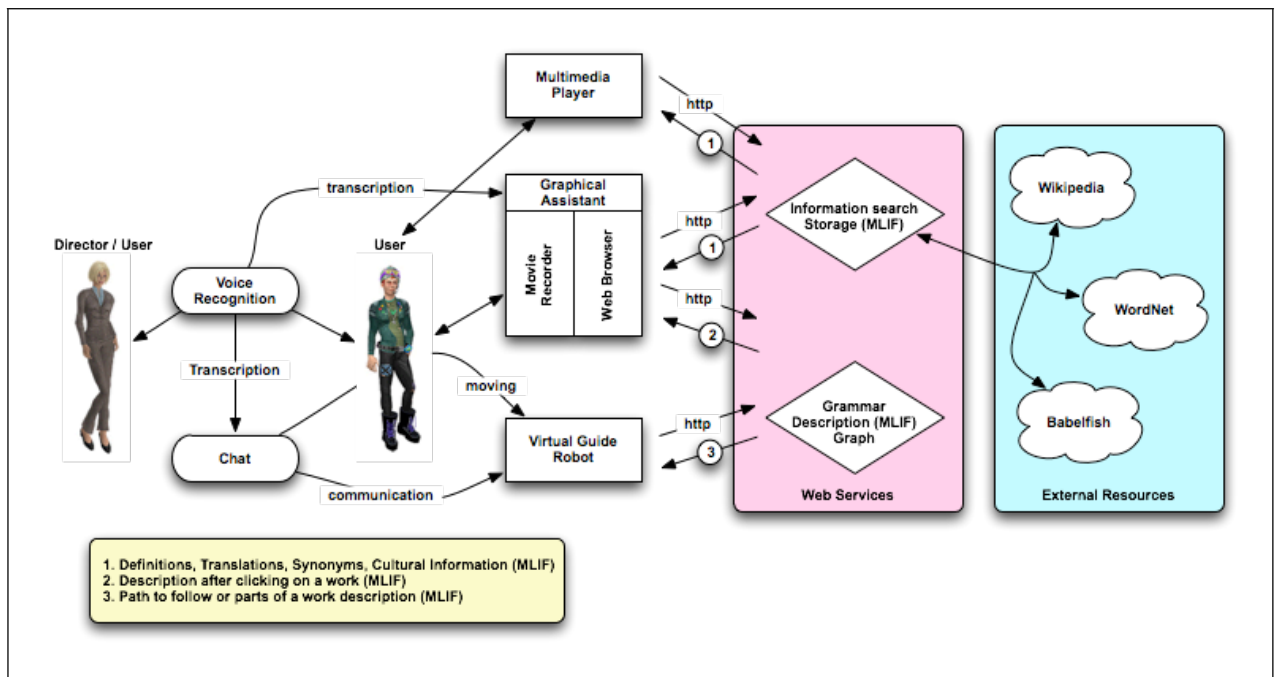 Multimedia
Player
http
1
transcription
Graphical
Assistant
Movie
Recorder
Web Browser
http
1
http
2
Director / User
User
Voice
Recognition
Transcription
Chat
moving
communication
Virtual Guide
Robot
http
3
Information search
Storage (MLIF)
Grammar
Description (MLIF)
Graph
Web Services
Wikipedia
WordNet
Babelfish
External Resources
1. Definitions, Translations, Synonyms, Cultural Information (MLIF)
2. Description after clicking on a work (MLIF)
3. Path to follow or parts of a work description (MLIF)